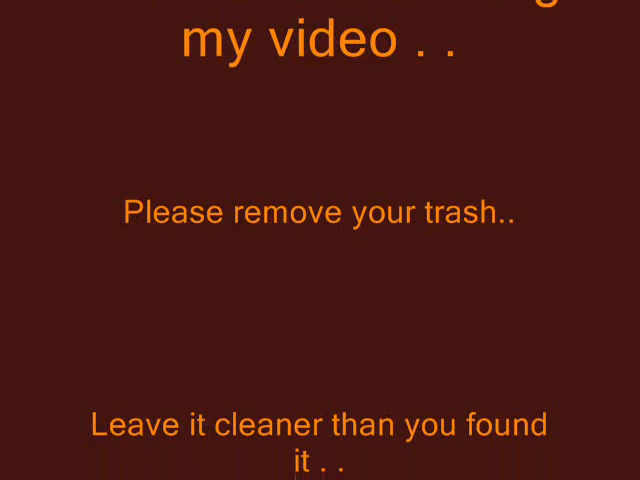 my video . .
Please remove your trash..
Leave it cleaner than you found
it . .